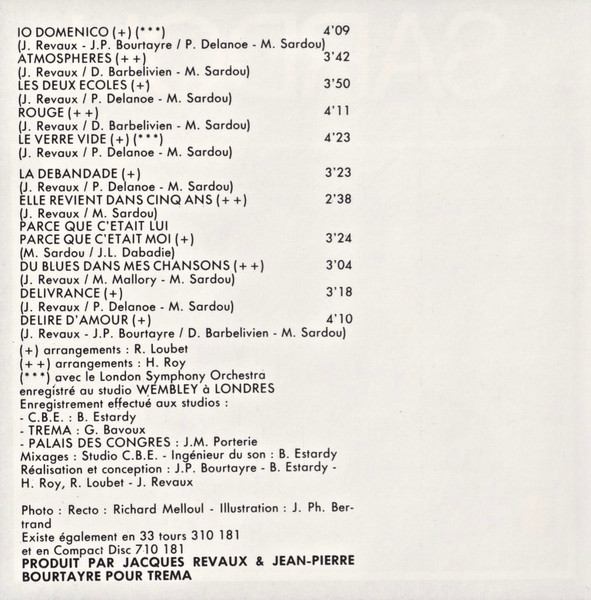 IO DOMENICO (+) (***) 4'09
(J. Revaux - J.P. Bourtayre / P. Delanoe - M. Sardou)
ATMOSPHERES (++) 3'42
(J. Revaux / D. Barbelivien - M. Sardou)
LES DEUX ECOLES (+) 3'50
(J. Revaux / P. Delanoe - M. Sardou)
ROUGE (++) 4'11
(J. Revaux / D. Barbelivien - M. Sardou)
LE VERRE VIDE (+) (***) 4'23
(J. Revaux / P. Delanoe - M. Sardou)
LA DEBANDADE (+) 3'23
(J. Revaux / P. Delanoe - M. Sardou)
ELLE REVIENT DANS CINQ ANS (++) 2'38
(J. Revaux / M. Sardou)
PARCE QUE C'ETAIT LUI
PARCE QUE C'ETAIT MOI (+) 3'24
(M. Sardou / J.L. Dabadie)
DU BLUES DANS MES CHANSONS (++) 3'04
(J. Revaux / M. Mallory - M. Sardou)
DELIVRANCE (+) 3'18
(J. Revaux / P. Delanoe - M. Sardou)
DELIRE D'AMOUR (+) 4'10
(J. Revaux - J.P. Bourtayre / D. Barbelivien - M. Sardou)
(+) arrangements : R. Loubet
(++) arrangements : H. Roy
(***) avec le London Symphony Orchestra
enregístré au studio WEMBLEY à LONDRES
Enregistrement effectué aux studios :
- C.B.E. : B. Estardy
- TREMA : G. Bavoux
- PALAIS DES CONGRES : J.M. Porterie
Mixages : Studio C.B.E. - Ingénieur du son : B. Estardy
Réalisation et conception : J.P. Bourtayre - B. Estardy -
H. Roy, R. Loubet - J. Revaux
Photo : Recto : Richard Melloul - Illustration : J. Ph. Ber-
trand
Existe également en 33 tours 310 181
et en Compact Disc 710 181
PRODUIT PAR JACQUES REVAUX & JEAN-PIERRE
BOURTAYRE POUR TREMA